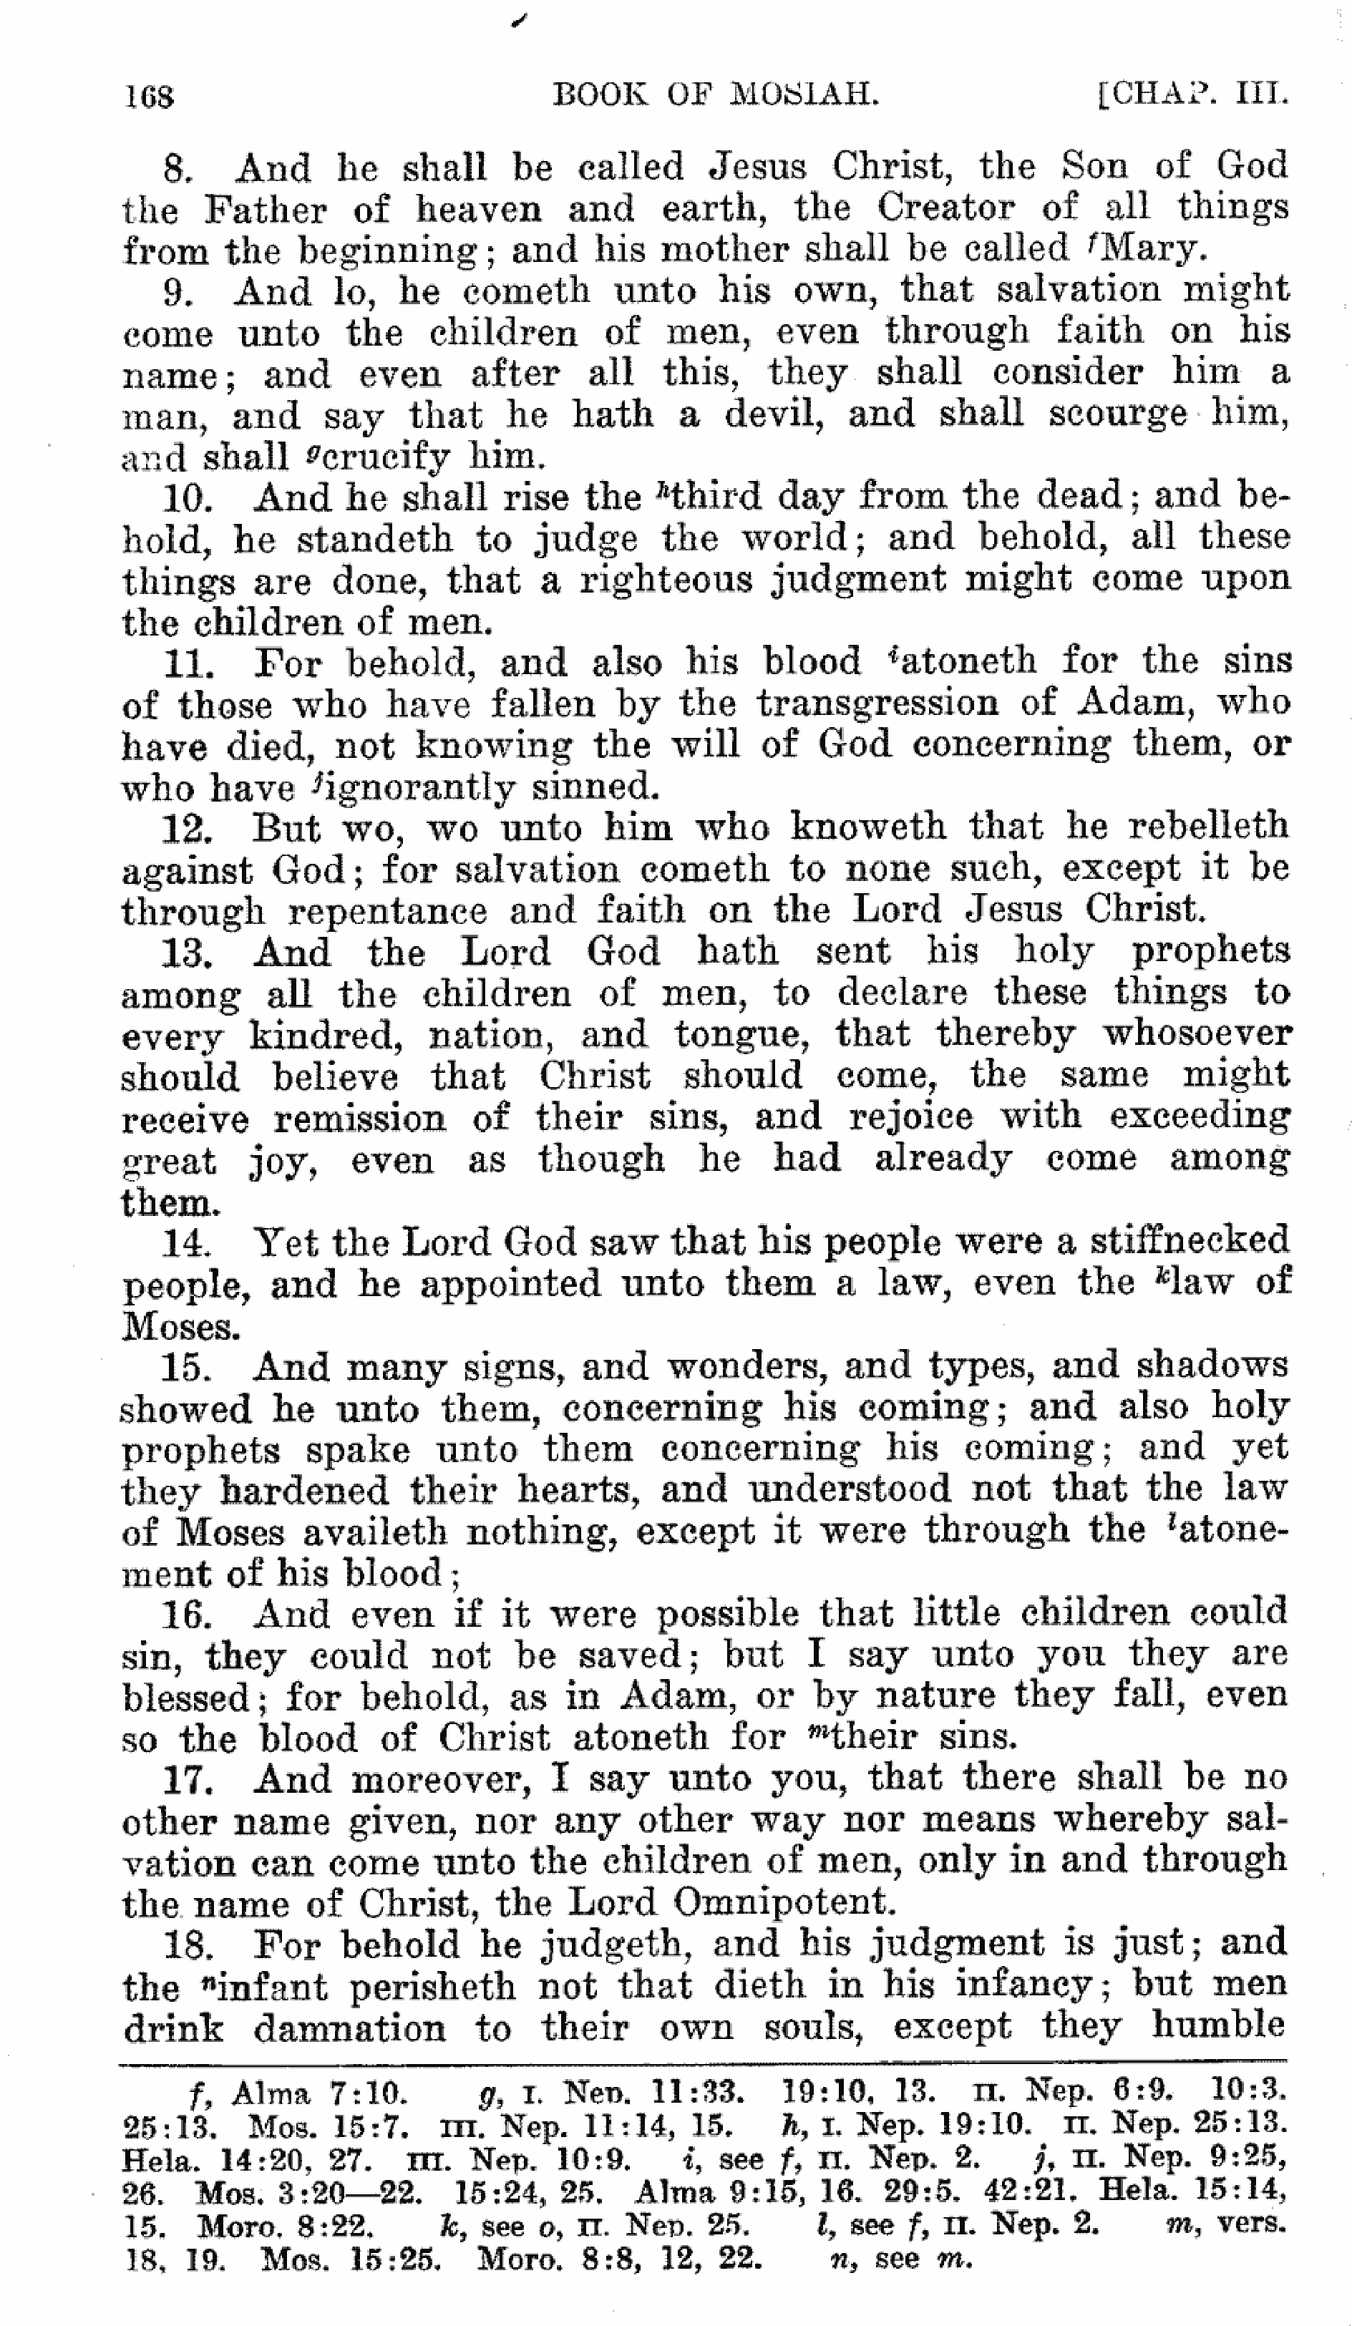 168 BOOK OF MOSIAH. [CHAP. III.
8. And he shall be called Jesus Christ, the Son of God
the Father of heaven and earth, the Creator of all things
from the beginning; and his mother shall be called fMary.
9. And lo, he cometh unto his own, that salvation might
come unto the children of men, even through faith on his
name; and even after all this, they shall consider him a
man, and say that he hath a devil, and shall scourge him,
and shall gcrucify him.
10. And he shall rise the hthird day from the dead; and be-
hold, he standeth to judge the world; and behold, all these
things are done, that a righteous judgment might come upon
the children of men.
11. For behold, and also his blood iatoneth for the sins
of those who have fallen by the transgression of Adam, who
have died, not knowing the will of God concerning them, or
who have jignorantly sinned.
12. But wo, wo unto him who knoweth that he rebelleth
against God; for salvation cometh to none such, except it be
through repentance and faith on the Lord Jesus Christ.
13. And the Lord God hath sent his holy prophets
among all the children of men, to declare these things to
every kindred, nation, and tongue, that thereby whosoever
should believe that Christ should come, the same might
receive remission of their sins, and rejoice with exceeding
great joy, even as though he had already come among
them.
14. Yet the Lord God saw that his people were a stiffnecked
people, and he appointed unto them a law, even the klaw of
Moses.
15. And many signs, and wonders, and types, and shadows
showed he unto them, concerning his coming; and also holy
prophets spake unto them concerning his coming; and yet
they hardened their hearts, and understood not that the law
of Moses availeth nothing, except it were through the latone-
ment of his blood;
16. And even if it were possible that little children could
sin, they could not be saved; but I say unto you they are
blessed; for behold, as in Adam, or by nature they fall, even
so the blood of Christ atoneth for mtheir sins.
17. And moreover, I say unto you, that there shall be no
other name given, nor any other way nor means whereby sal-
vation can come unto the children of men, only in and through
the name of Christ, the Lord Omnipotent.
18. For behold he judgeth, and his judgment is just; and
the ninfant perisheth not that dieth in his infancy; but men
drink damnation to their own souls, except they humble
f, Alma 7:10. g, I. Nep. 11:33. 19:10, 13. II. Nep. 6:9. 10:3.
25:13. Mos. 15:7. III. Nep. 11:14, 15. h, I. Nep. 19:10. II. Nep. 25:13.
Hela. 14:20, 27. III. Nep. 10:9. i, see f, II. Nep. 2. j, II. Nep. 9:25,
26. Mos. 3:20—22. 15:24, 25. Alma 9:15, 16. 29:5. 42:21. Hela. 15:14,
15. Moro. 8:22. k, see o, II. Nep. 25. l, see f, II. Nep. 2. m, vers.
18, 19. Mos. 15:25. Moro. 8:8, 12, 22. n, see m.